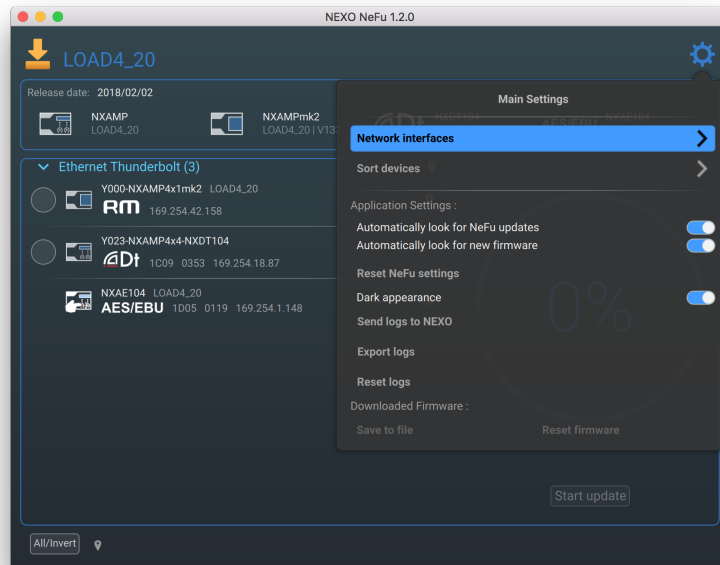 NEXO NeFu 1.2.0
LOAD4_20
Release date: 2018/02/02
NXAMP
LOAD4_20
NXAMPmk2
LOAD4_20 | V13
NXDT104
AES/EBU
NXAE104
Main Settings
Network interfaces
Sort devices
Application Settings :
Automatically look for NeFu updates
Automatically look for new firmware
Reset NeFu settings
Dark appearance
Send logs to NEXO
Export logs
Reset logs
Downloaded Firmware :
Save to file
Reset firmware
Ethernet Thunderbolt (3)
Y000-NXAMP4x1mk2 LOAD4_20
RM 169.254.42.158
Y023-NXAMP4x4-NXDT104
Dt 1C09 0353 169.254.18.87
NXAE104 LOAD4_20
AES/EBU 1D05 0119 169.254.1.148
0%
Start update
All/Invert